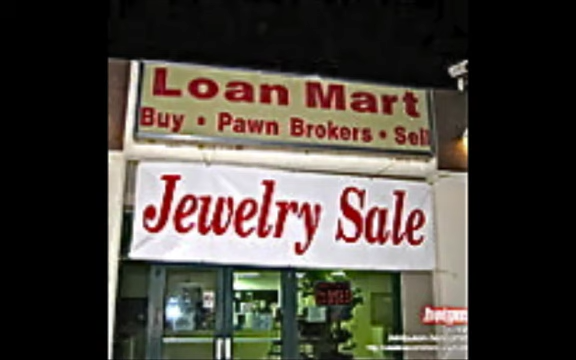 Loan Mart
Buy • Pawn Brokers • Sell
Jewelry Sale